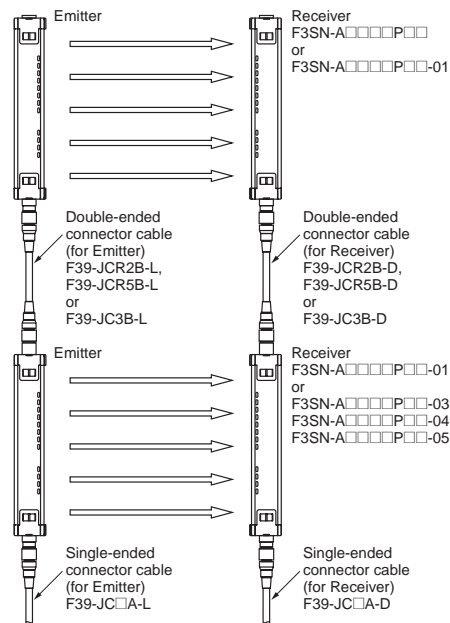 Emitter
Receiver
F3SN-A□□□□P□□
or
F3SN-A□□□□P□□-01
Double-ended
connector cable
(for Emitter)
F39-JCR2B-L,
F39-JCR5B-L
or
F39-JC3B-L
Double-ended
connector cable
(for Receiver)
F39-JCR2B-D,
F39-JCR5B-D
or
F39-JC3B-D
Emitter
Receiver
F3SN-A□□□□P□□-01
or
F3SN-A□□□□P□□-03
F3SN-A□□□□P□□-04
F3SN-A□□□□P□□-05
Single-ended
connector cable
(for Emitter)
F39-JC□A-L
Single-ended
connector cable
(for Receiver)
F39-JC□A-D